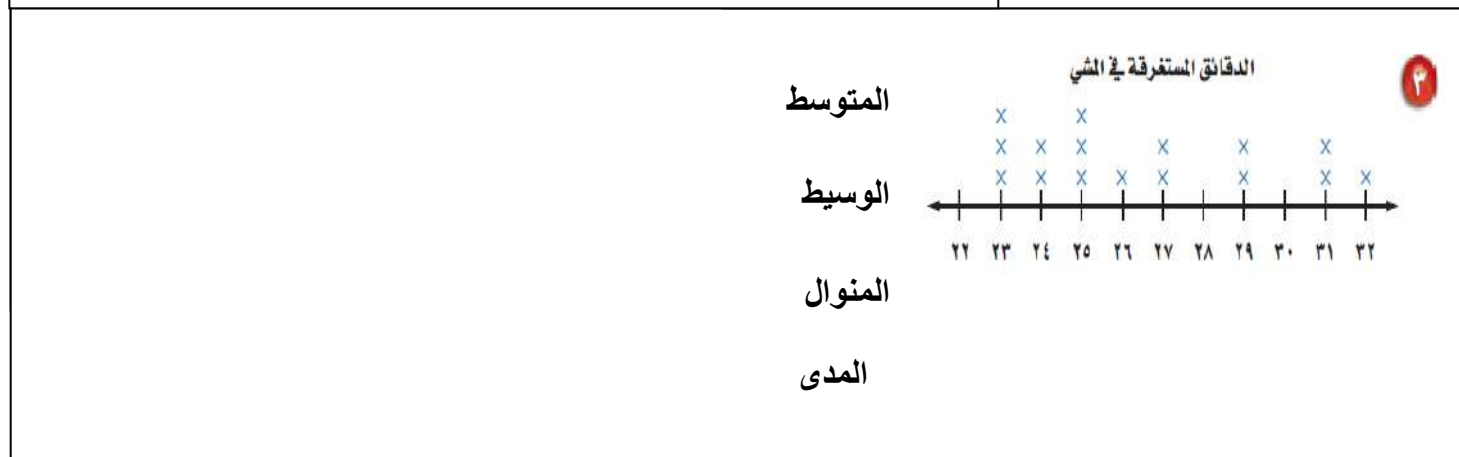 ٣
الدقائق المستغرقة في المشي
٢٢ ٢٣ ٢٤ ٢٥ ٢٦ ٢٧ ٢٨ ٢٩ ٣٠ ٣١ ٣٢
المتوسط
الوسيط
المنوال
المدى